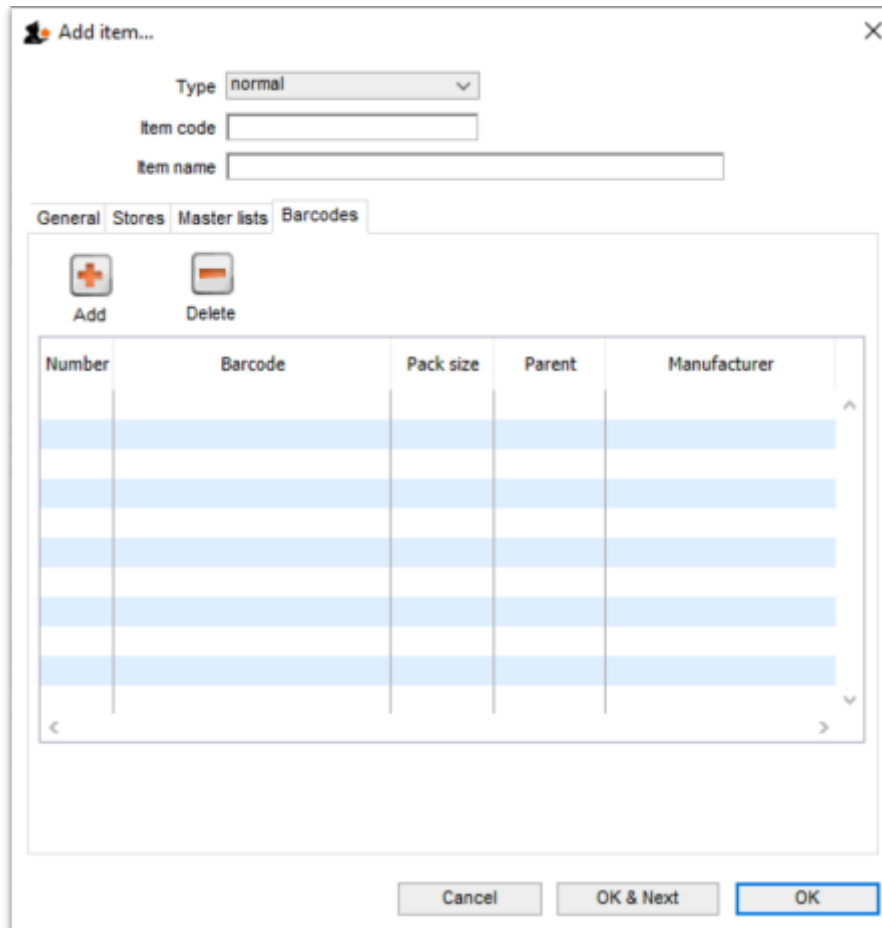 Add item...
Type normal
Item code
Item name
General Stores Master lists Barcodes
Add Delete
Number Barcode Pack size Parent Manufacturer
Cancel OK & Next OK